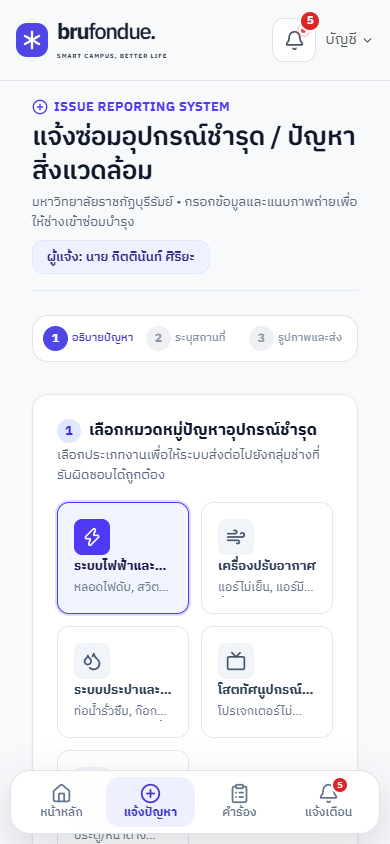 brufondue.
SMART CAMPUS, BETTER LIFE
5
บัญชี
ISSUE REPORTING SYSTEM
แจ้งซ่อมอุปกรณ์ชำรุด / ปัญหา
สิ่งแวดล้อม
มหาวิทยาลัยราชภัฏบุรีรัมย์ • กรอกข้อมูลและแนบภาพถ่ายเพื่อ
ให้ช่างเข้าซ่อมบำรุง
ผู้แจ้ง: นาย กิตตินันท์ ศิริยะ
1 อธิบายปัญหา 2 ระบุสถานที่ 3 รูปภาพและส่ง
1 เลือกหมวดหมู่ปัญหาอุปกรณ์ชำรุด
เลือกประเภทงานเพื่อให้ระบบส่งต่อไปยังกลุ่มช่างที่
รับผิดชอบได้ถูกต้อง
ระบบไฟฟ้าและ...
หลอดไฟดับ, สวิต...
เครื่องปรับอากาศ
แอร์ไม่เย็น, แอร์มี...
ระบบประปาและ...
ท่อน้ำรั่วซึม, ก๊อก...
โสตทัศนูปกรณ์...
โปรเจกเตอร์ไม่...
หน้าหลัก แจ้งปัญหา คำร้อง 5 แจ้งเตือน